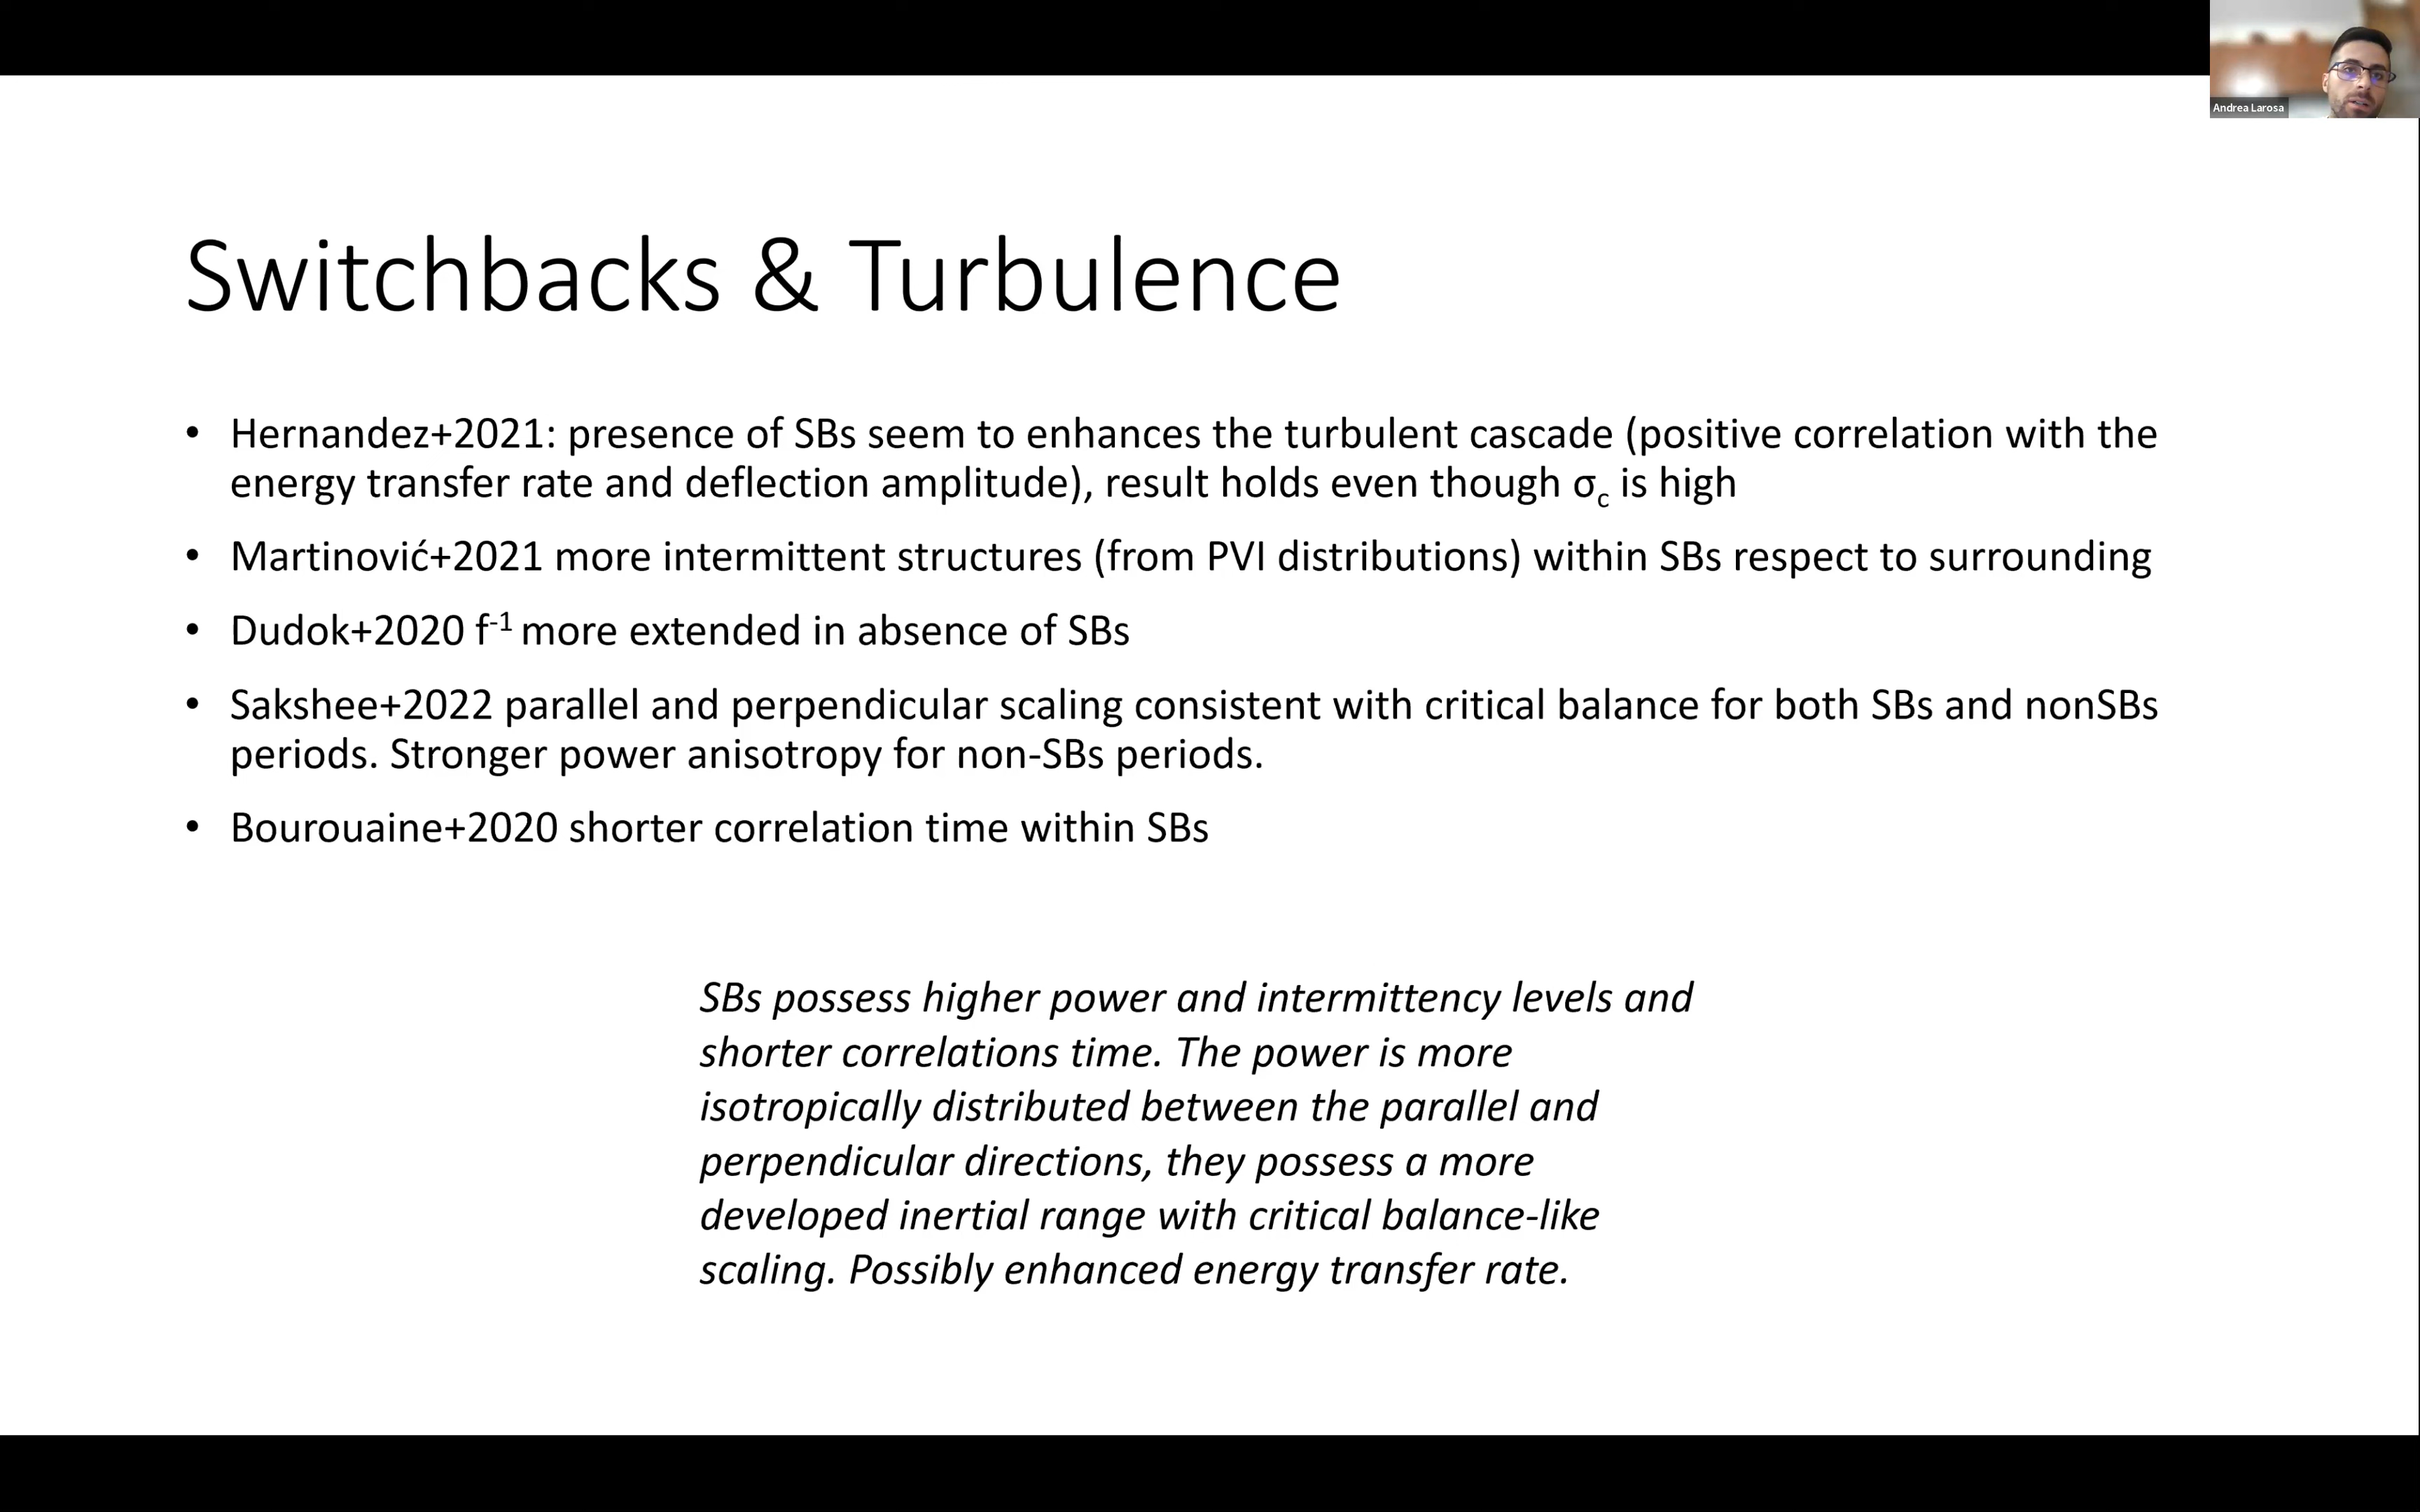 Andrea Larosa
Switchbacks & Turbulence
• Hernandez+2021: presence of SBs seem to enhances the turbulent cascade (positive correlation with the
energy transfer rate and deflection amplitude), result holds even though σc is high
• Martinović+2021 more intermittent structures (from PVI distributions) within SBs respect to surrounding
• Dudok+2020 f-1 more extended in absence of SBs
• Sakshee+2022 parallel and perpendicular scaling consistent with critical balance for both SBs and nonSBs
periods. Stronger power anisotropy for non-SBs periods.
• Bourouaine+2020 shorter correlation time within SBs
SBs possess higher power and intermittency levels and
shorter correlations time. The power is more
isotropically distributed between the parallel and
perpendicular directions, they possess a more
developed inertial range with critical balance-like
scaling. Possibly enhanced energy transfer rate.